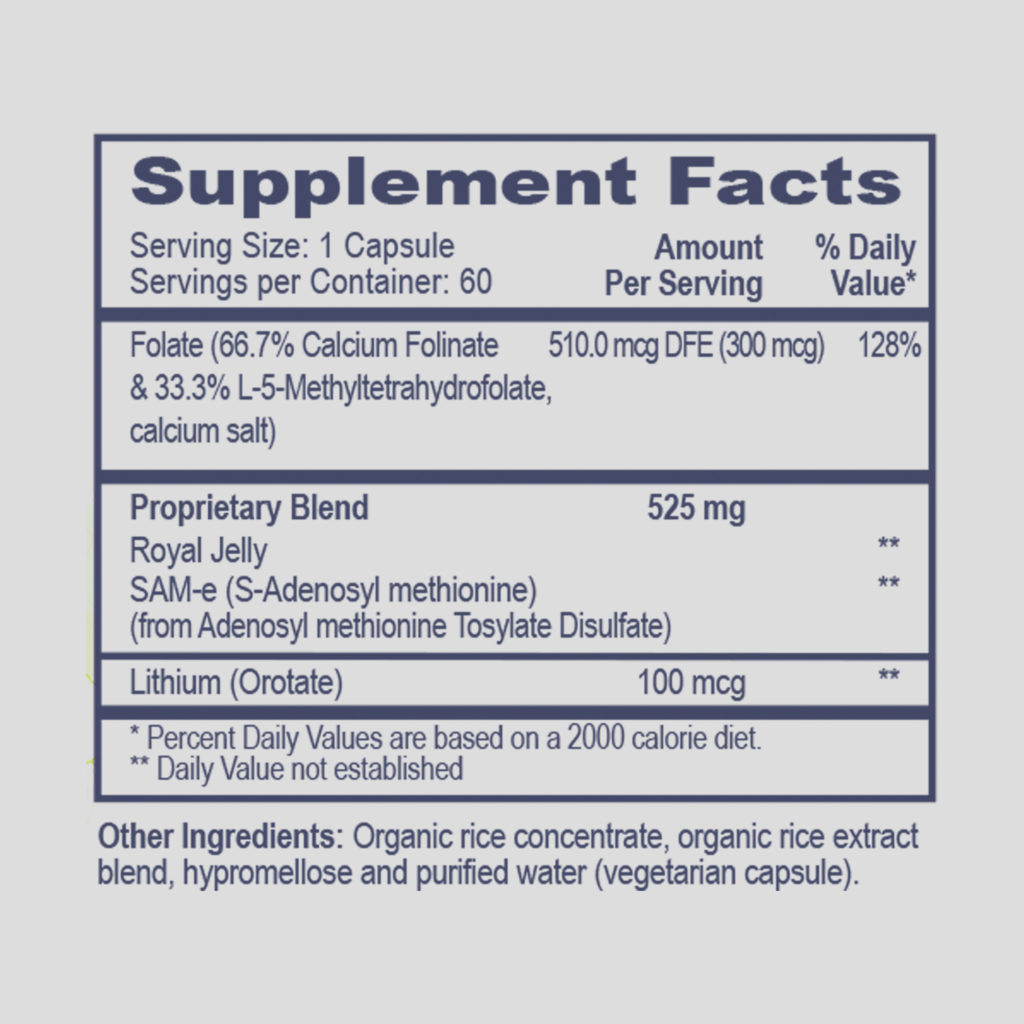 Supplement Facts
Serving Size: 1 Capsule
Servings per Container: 60
Amount Per Serving
% Daily Value*
Folate (66.7% Calcium Folinate 510.0 mcg DFE (300 mcg) 128%
& 33.3% L-5-Methyltetrahydrofolate,
calcium salt)
Proprietary Blend 525 mg
Royal Jelly **
SAM-e (S-Adenosyl methionine) **
(from Adenosyl methionine Tosylate Disulfate)
Lithium (Orotate) 100 mcg **
* Percent Daily Values are based on a 2000 calorie diet.
** Daily Value not established
Other Ingredients: Organic rice concentrate, organic rice extract
blend, hypromellose and purified water (vegetarian capsule).